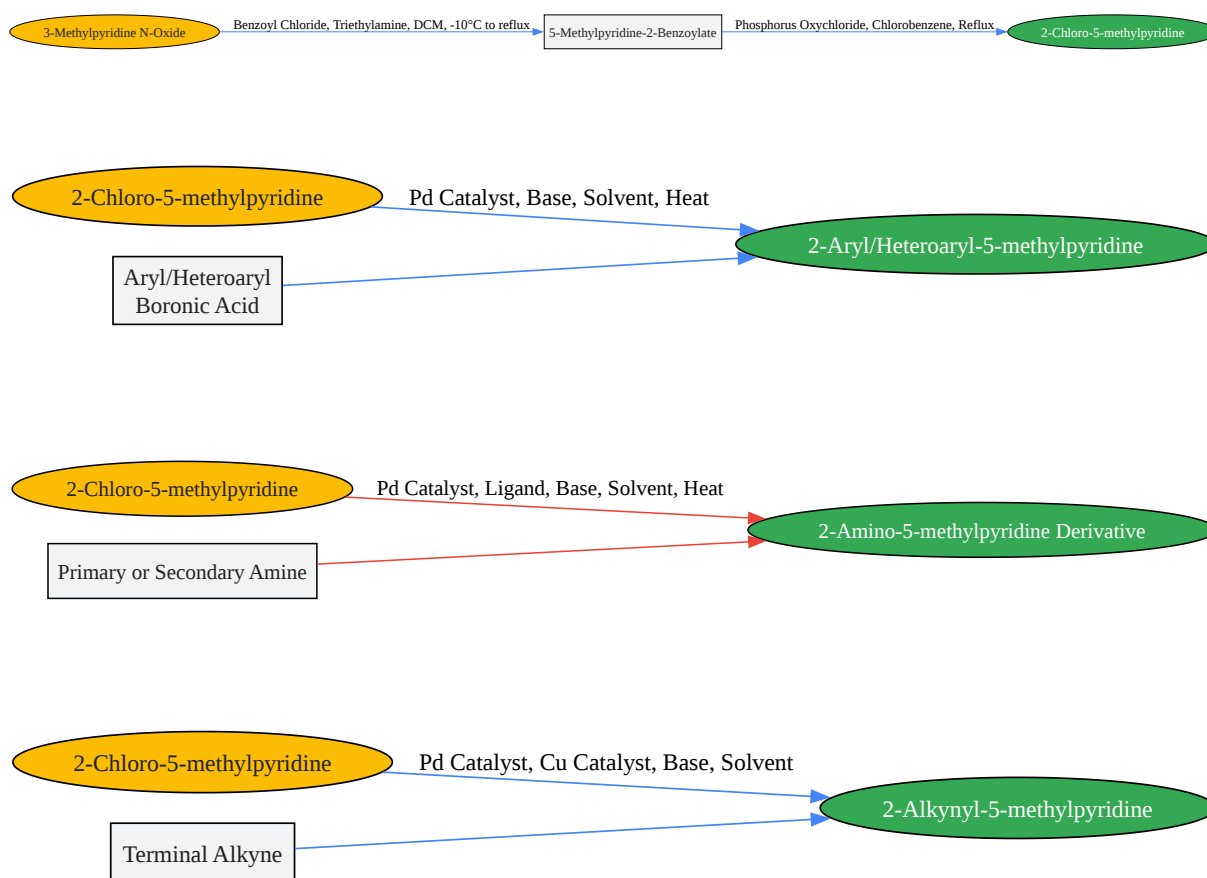 3-Methylpyridine N-Oxide
Benzoyl Chloride, Triethylamine, DCM, -10°C to reflux
5-Methylpyridine-2-Benzoylate
Phosphorus Oxychloride, Chlorobenzene, Reflux
2-Chloro-5-methylpyridine
2-Chloro-5-methylpyridine
Pd Catalyst, Base, Solvent, Heat
Aryl/Heteroaryl
Boronic Acid
2-Aryl/Heteroaryl-5-methylpyridine
2-Chloro-5-methylpyridine
Pd Catalyst, Ligand, Base, Solvent, Heat
Primary or Secondary Amine
2-Amino-5-methylpyridine Derivative
2-Chloro-5-methylpyridine
Pd Catalyst, Cu Catalyst, Base, Solvent
Terminal Alkyne
2-Alkynyl-5-methylpyridine